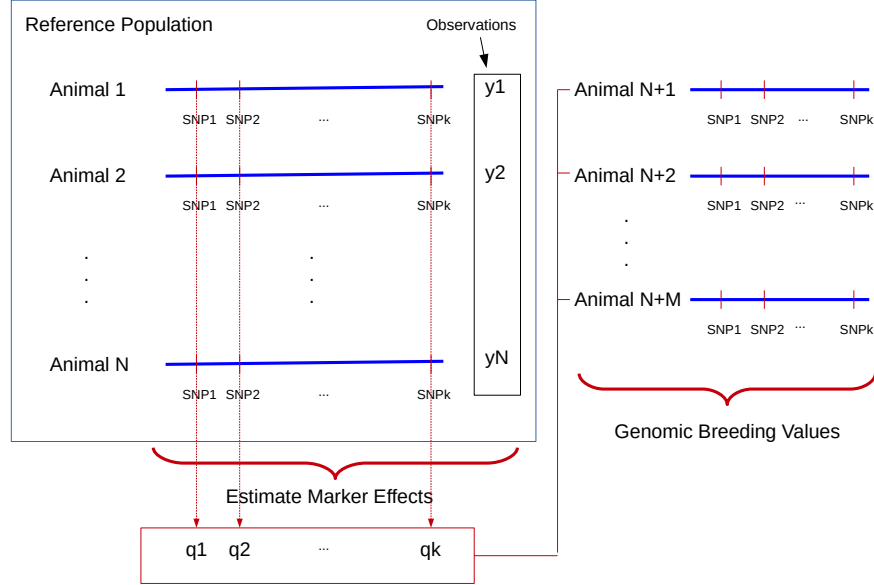 Reference Population
Observations
Animal 1
y1
SNP1 SNP2 ... SNPk
Animal 2
y2
SNP1 SNP2 ... SNPk
. .
. .
. .
Animal N
yN
SNP1 SNP2 ... SNPk
Estimate Marker Effects
q1 q2 ... qk
Animal N+1
SNP1 SNP2 ... SNPk
Animal N+2
SNP1 SNP2 ... SNPk
.
.
.
Animal N+M
SNP1 SNP2 ... SNPk
Genomic Breeding Values